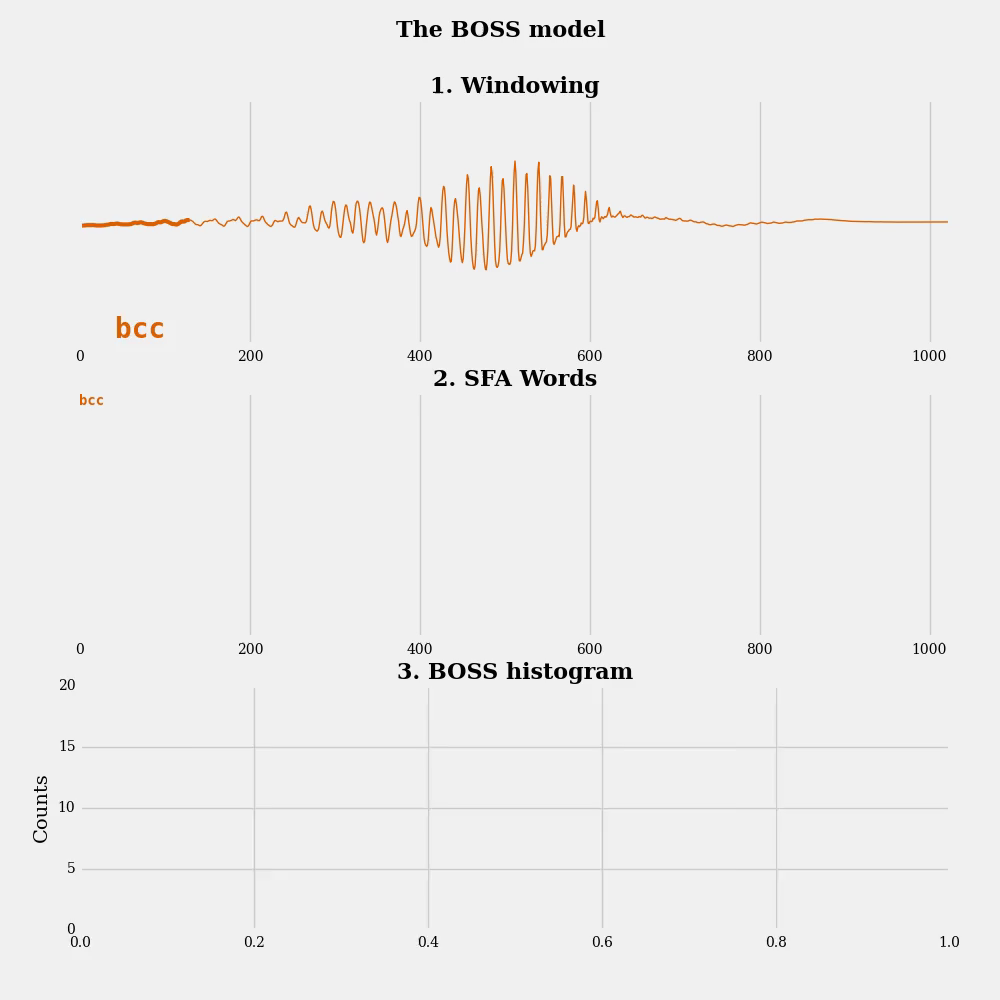 The BOSS model
1. Windowing
bcc
0 200 400 600 800 1000
2. SFA Words
bcc
0 200 400 600 800 1000
3. BOSS histogram
20
15
10
5
0
Counts
0.0 0.2 0.4 0.6 0.8 1.0